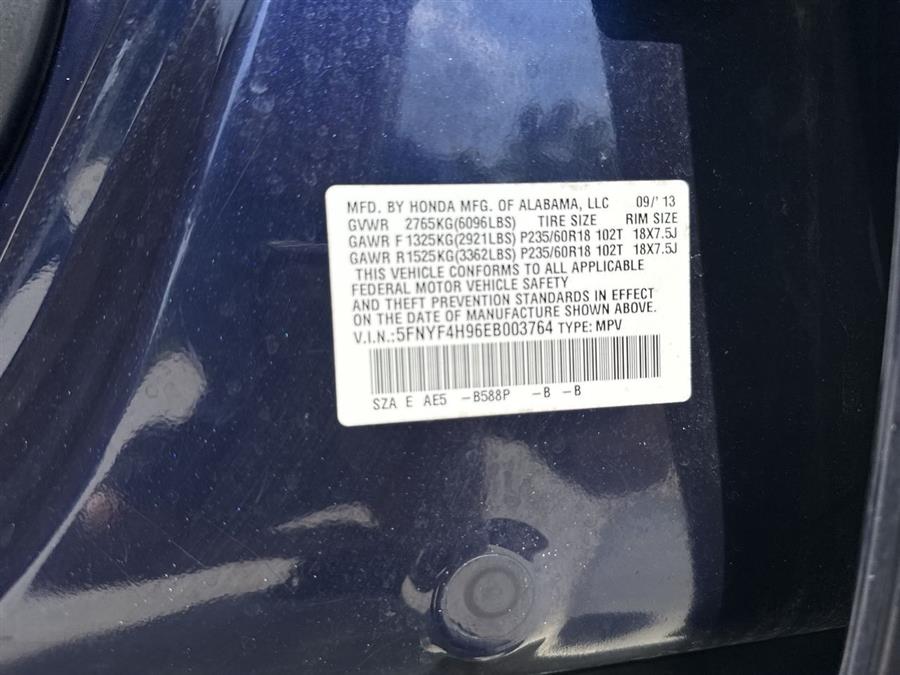 MFD. BY HONDA MFG. OF ALABAMA, LLC 09/'13
GVWR 2765KG(6096LBS) TIRE SIZE RIM SIZE
GAWR F 1325KG(2921LBS) P235/60R18 102T 18X7.5J
GAWR R 1525KG(3362LBS) P235/60R18 102T 18X7.5J
THIS VEHICLE CONFORMS TO ALL APPLICABLE
FEDERAL MOTOR VEHICLE SAFETY
AND THEFT PREVENTION STANDARDS IN EFFECT
ON THE DATE OF MANUFACTURE SHOWN ABOVE.
V.I.N.:5FNYF4H96EB003764 TYPE: MPV
SZA E AE5 -B588P -B -B